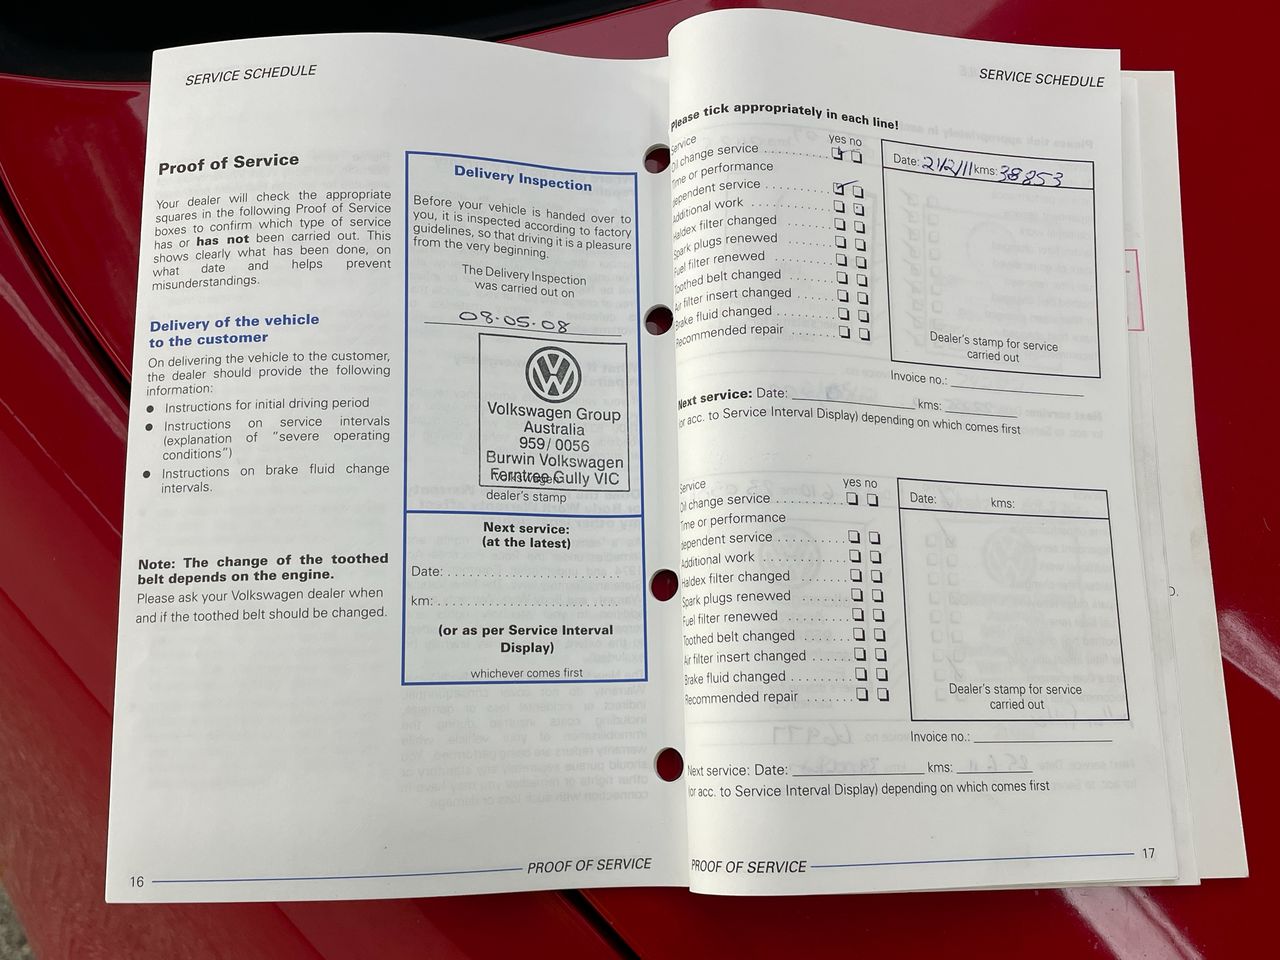 SERVICE SCHEDULE
Proof of Service
Your dealer will check the appropriate
squares in the following Proof of Service
boxes to confirm which type of service
has or has not been carried out. This
shows clearly what has been done, on
what date and helps prevent
misunderstandings.
Delivery of the vehicle
to the customer
On delivering the vehicle to the customer,
the dealer should provide the following
information:
● Instructions for initial driving period
● Instructions on service intervals
(explanation of "severe operating
conditions")
● Instructions on brake fluid change
intervals.
Note: The change of the toothed
belt depends on the engine.
Please ask your Volkswagen dealer when
and if the toothed belt should be changed.
Delivery Inspection
Before your vehicle is handed over to
you, it is inspected according to factory
guidelines, so that driving it is a pleasure
from the very beginning.
The Delivery Inspection
was carried out on
08.05.08
Volkswagen Group
Australia
959/0056
Burwin Volkswagen
Ferntree Gully VIC
Volkswagen
dealer's stamp
Next service:
(at the latest)
Date:
km:
(or as per Service Interval
Display)
whichever comes first
16
PROOF OF SERVICE
SERVICE SCHEDULE
Please tick appropriately in each line!
Service yes no
Oil change service
Time or performance
dependent service
Additional work
Haldex filter changed
Spark plugs renewed
Fuel filter renewed
Toothed belt changed
Air filter insert changed
Brake fluid changed
Recommended repair
Date: kms: 38853
Dealer's stamp for service
carried out
Invoice no.:
Next service: Date: kms:
(or acc. to Service Interval Display) depending on which comes first
Service yes no
Oil change service
Time or performance
dependent service
Additional work
Haldex filter changed
Spark plugs renewed
Fuel filter renewed
Toothed belt changed
Air filter insert changed
Brake fluid changed
Recommended repair
Date: kms:
Dealer's stamp for service
carried out
Invoice no.:
Next service: Date: kms:
(or acc. to Service Interval Display) depending on which comes first
PROOF OF SERVICE
17